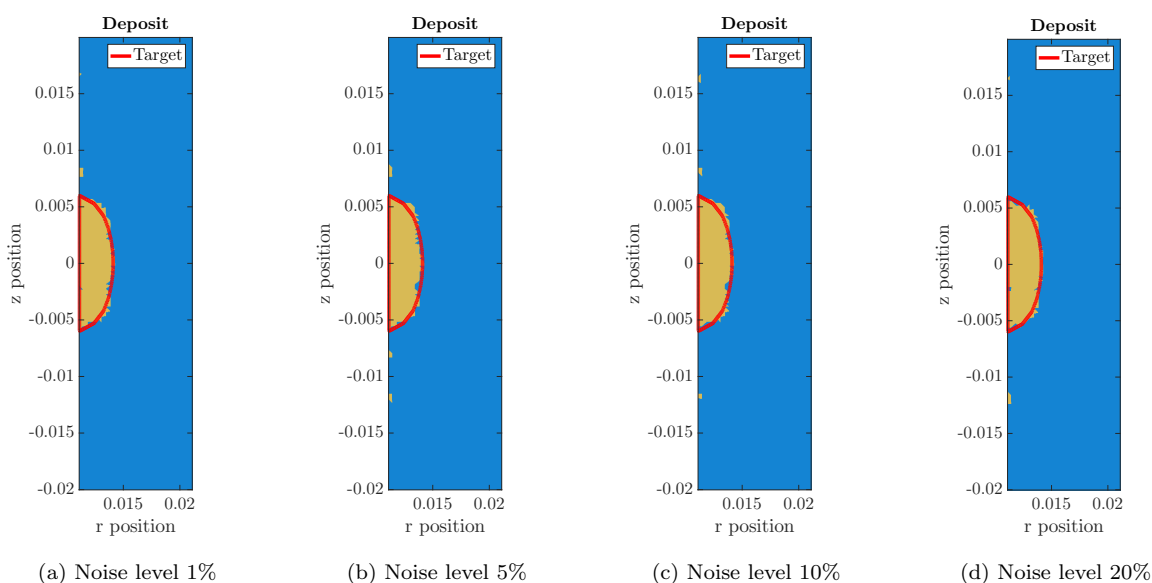 Deposit
Target
0.015
0.01
0.005
0
-0.005
-0.01
-0.015
-0.02
z position
0.015 0.02
r position
(a) Noise level 1%
Deposit
Target
0.015
0.01
0.005
0
-0.005
-0.01
-0.015
-0.02
z position
0.015 0.02
r position
(b) Noise level 5%
Deposit
Target
0.015
0.01
0.005
0
-0.005
-0.01
-0.015
-0.02
z position
0.015 0.02
r position
(c) Noise level 10%
Deposit
Target
0.015
0.01
0.005
0
-0.005
-0.01
-0.015
-0.02
z position
0.015 0.02
r position
(d) Noise level 20%